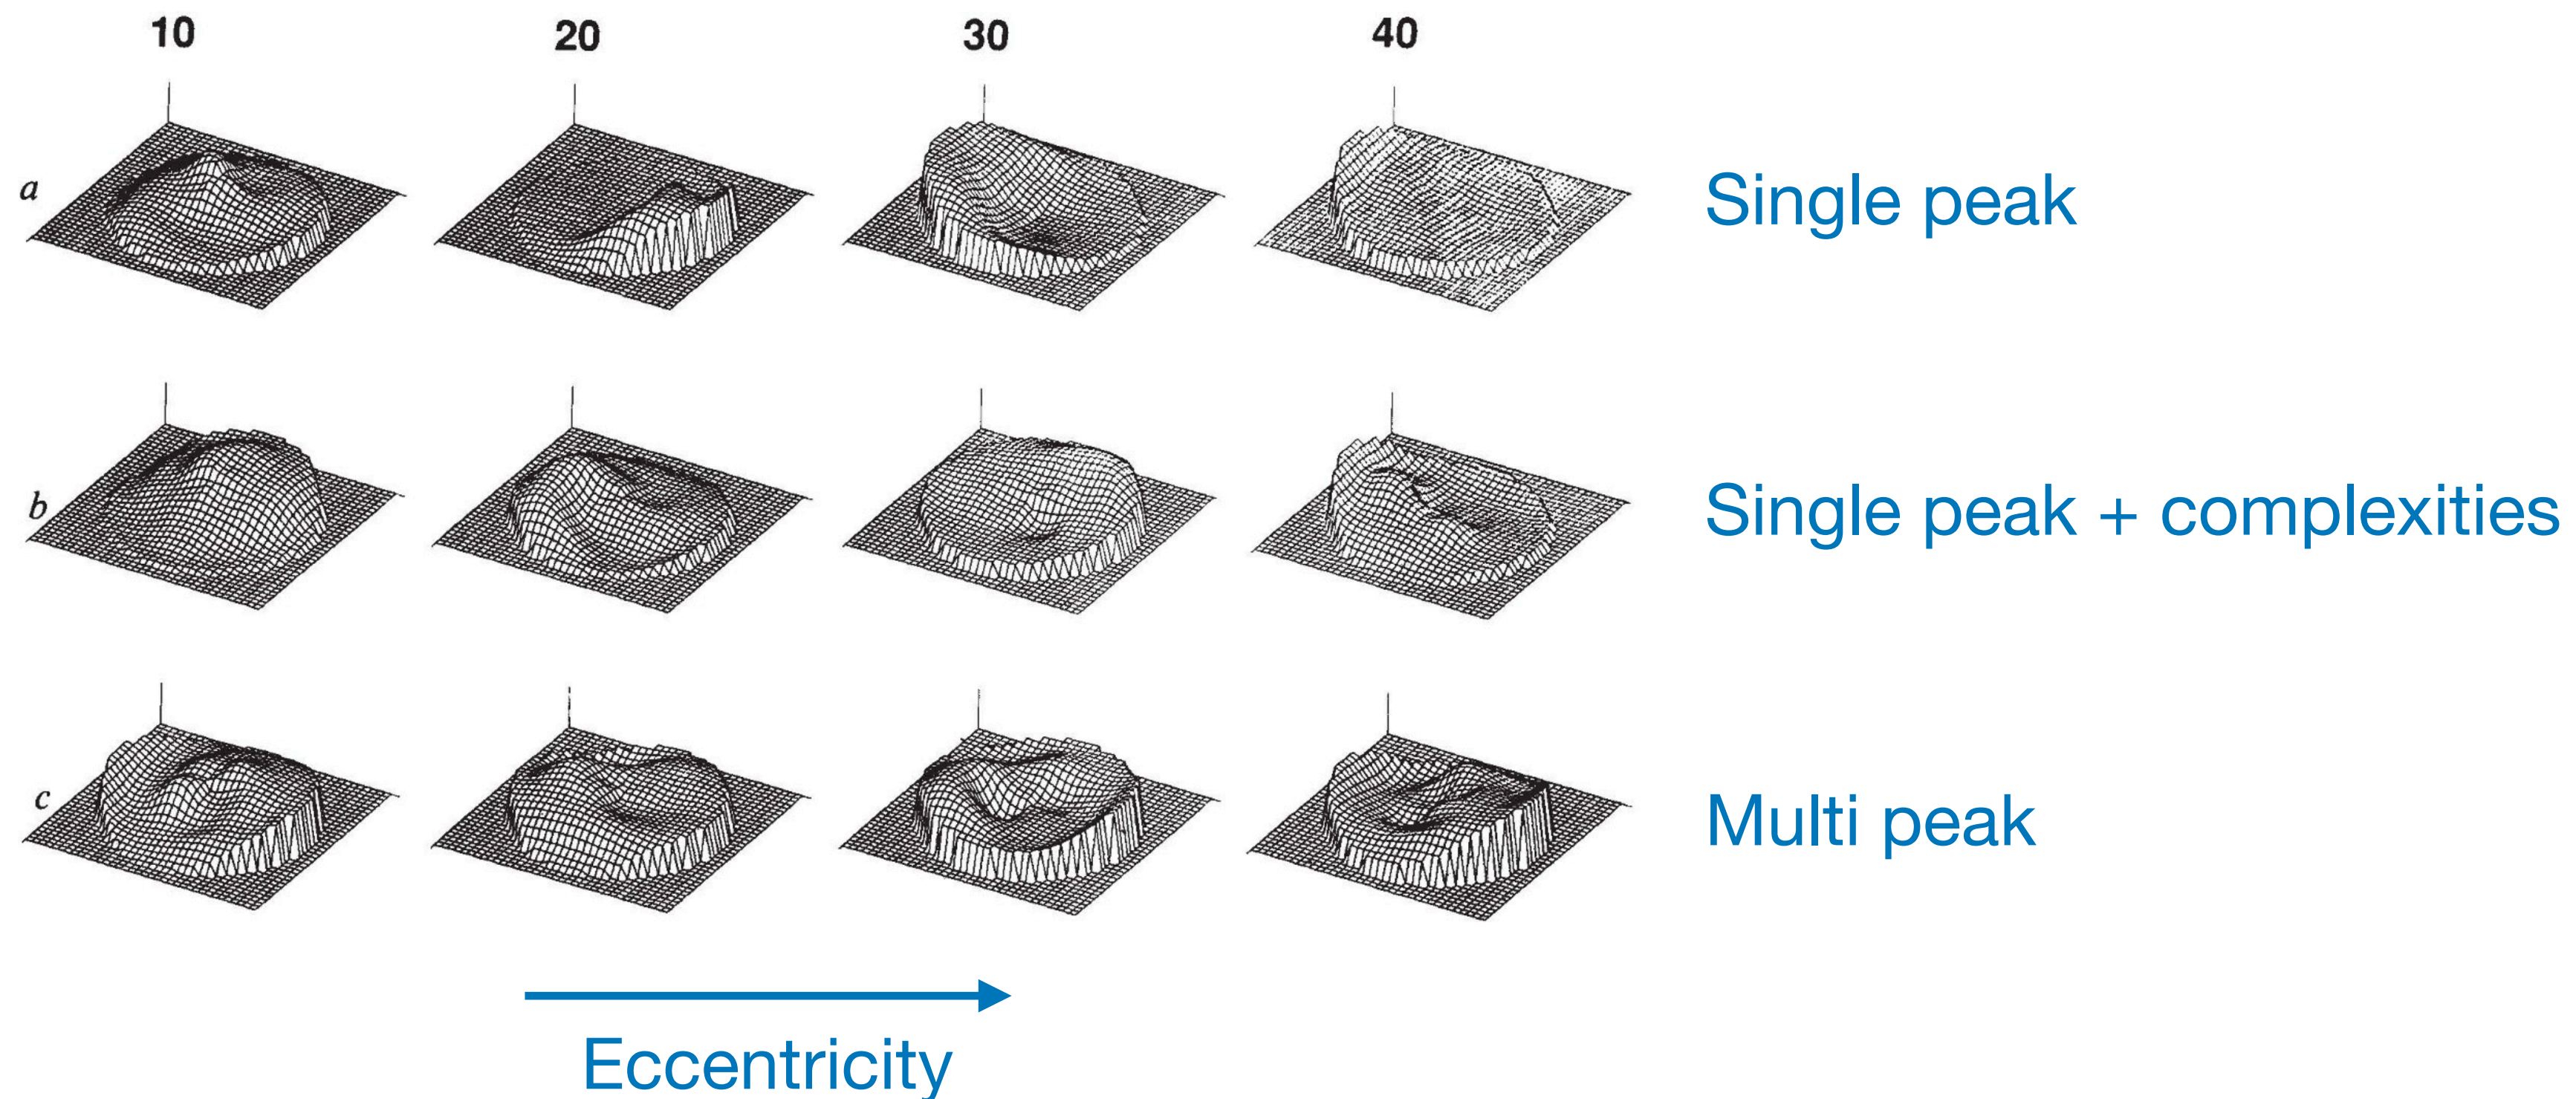 10 20 30 40
a Single peak
b Single peak + complexities
c Multi peak
Eccentricity